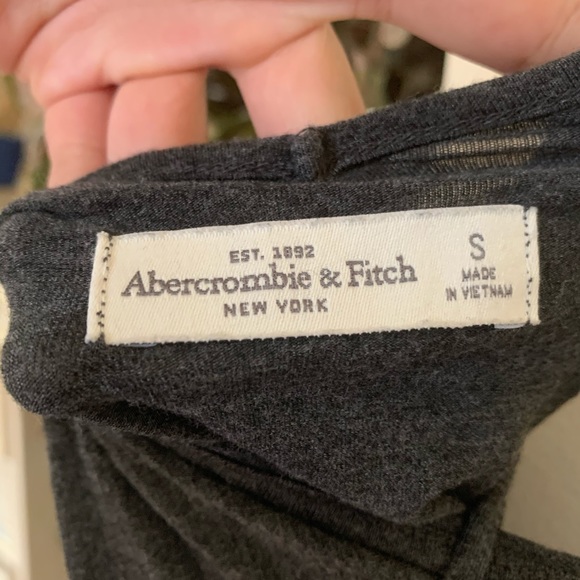 EST. 1892
Abercrombie & Fitch
NEW YORK
S
MADE
IN VIETNAM